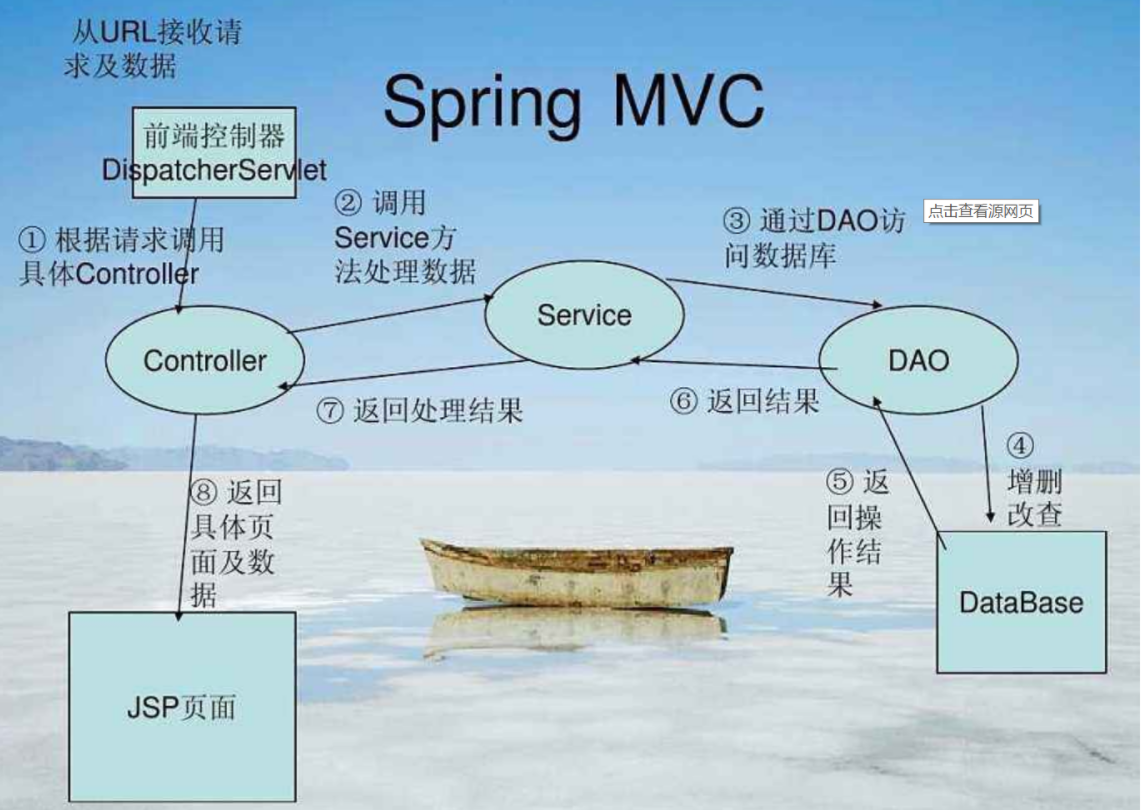 从URL接收请
求及数据
Spring MVC
前端控制器
DispatcherServlet
① 根据请求调用
具体Controller
② 调用
Service方
法处理数据
③ 通过DAO访
问数据库
点击查看源网页
Service
Controller
DAO
⑦ 返回处理结果
⑥ 返回结果
④
增删
改查
⑤ 返
回操
作结
果
⑧ 返回
具体页
面及数
据
DataBase
JSP页面